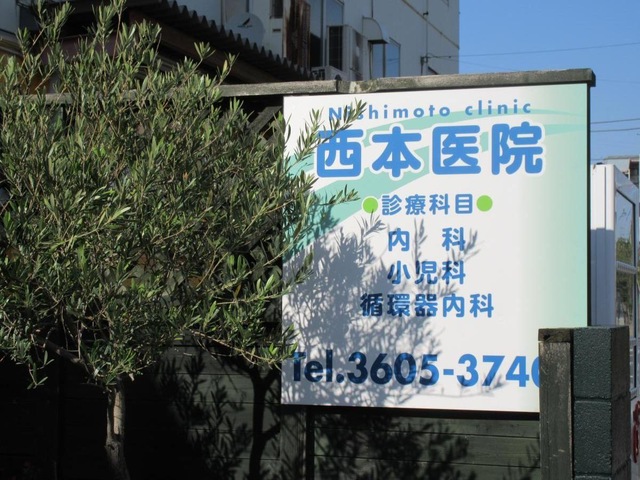 Nishimoto clinic
西本医院
●診療科目●
内 科
小児科
循環器内科
Tel.3605-3740